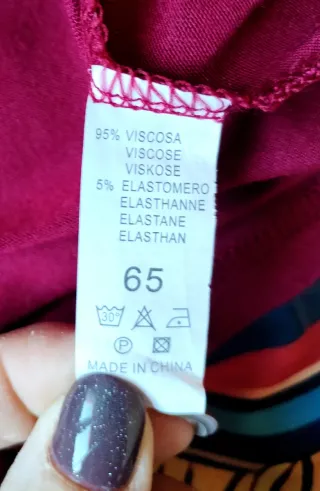 95% VISCOSA
VISCOSE
VISKOSE
5% ELASTOMERO
ELASTHANNE
ELASTANE
ELASTHAN
65
30°
P
MADE IN CHINA